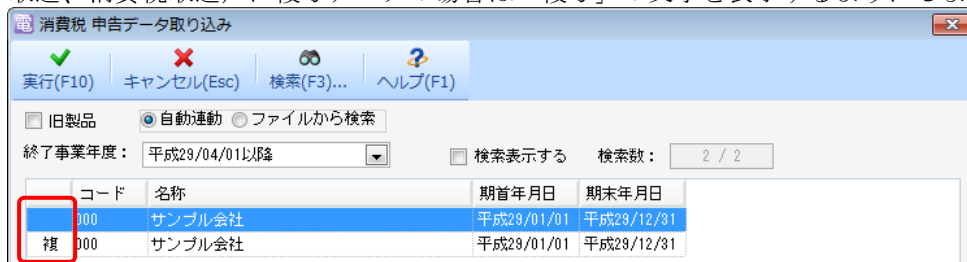 消費税 申告データ取り込み
実行(F10) キャンセル(Esc) 検索(F3)... ヘルプ(F1)
旧製品 自動連動 ファイルから検索
終了事業年度： 平成29/04/01以降 検索表示する 検索数： 2 / 2
コード 名称 期首年月日 期末年月日
000 サンプル会社 平成29/01/01 平成29/12/31
複 000 サンプル会社 平成29/01/01 平成29/12/31